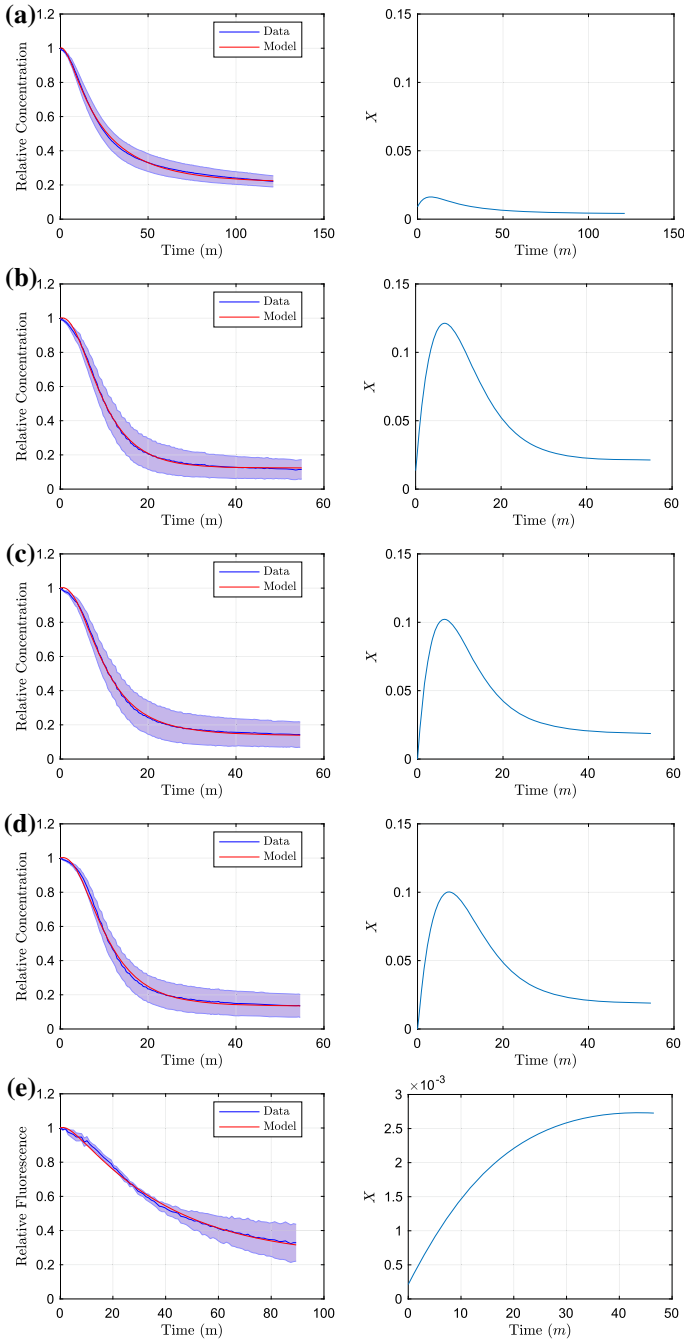 (a)
1.2
1
0.8
0.6
0.4
0.2
0
0 50 100 150
Relative Concentration
Time (m)
Data
Model
0.15
0.1
0.05
0
0 50 100 150
X
Time (m)
(b)
1.2
1
0.8
0.6
0.4
0.2
0
0 20 40 60
Relative Concentration
Time (m)
Data
Model
0.15
0.1
0.05
0
0 20 40 60
X
Time (m)
(c)
1.2
1
0.8
0.6
0.4
0.2
0
0 20 40 60
Relative Concentration
Time (m)
Data
Model
0.15
0.1
0.05
0
0 20 40 60
X
Time (m)
(d)
1.2
1
0.8
0.6
0.4
0.2
0
0 20 40 60
Relative Concentration
Time (m)
Data
Model
0.15
0.1
0.05
0
0 20 40 60
X
Time (m)
(e)
1.2
1
0.8
0.6
0.4
0.2
0
0 20 40 60 80 100
Relative Fluorescence
Time (m)
Data
Model
×10⁻³
3
2.5
2
1.5
1
0.5
0
0 10 20 30 40 50
X
Time (m)